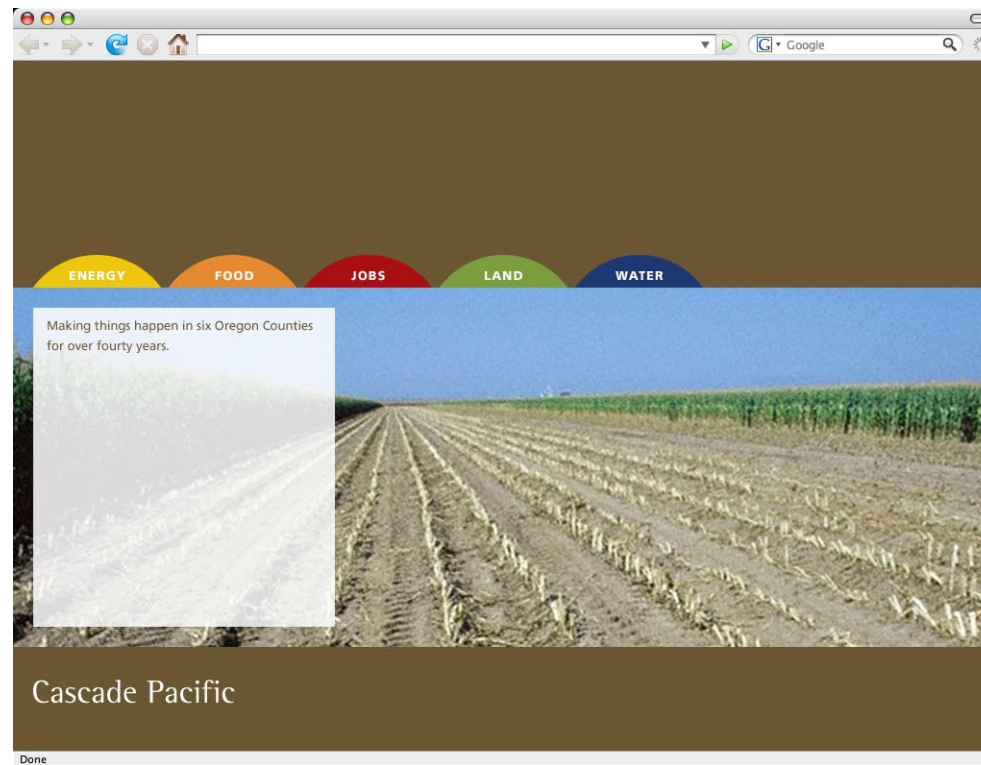 Google
ENERGY
FOOD
JOBS
LAND
WATER
Making things happen in six Oregon Counties
for over fourty years.
Cascade Pacific
Done